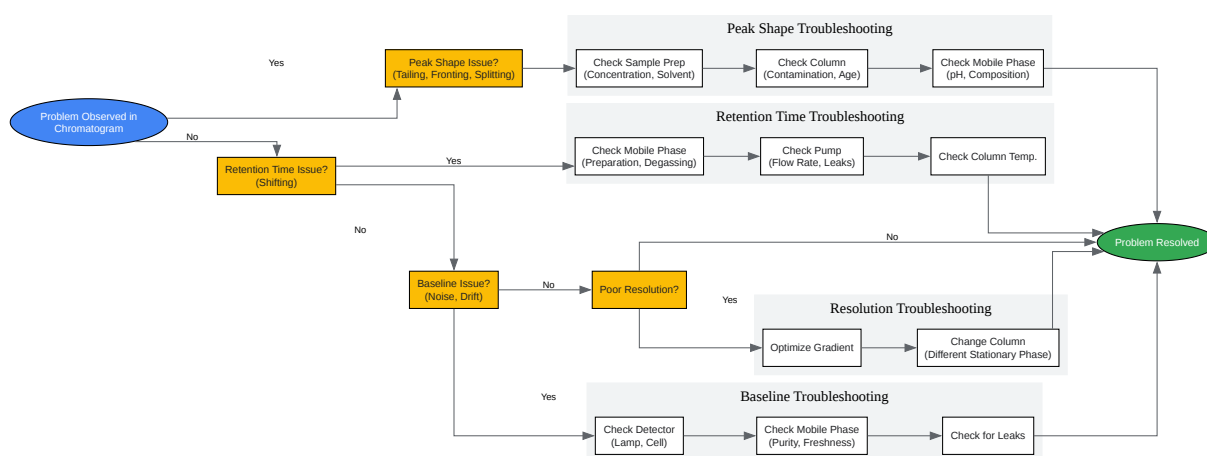 Peak Shape Troubleshooting
Yes
Peak Shape Issue?
(Tailing, Fronting, Splitting)
Check Sample Prep
(Concentration, Solvent)
Check Column
(Contamination, Age)
Check Mobile Phase
(pH, Composition)
Problem Observed in
Chromatogram
No
Retention Time Troubleshooting
Retention Time Issue?
(Shifting)
Yes
Check Mobile Phase
(Preparation, Degassing)
Check Pump
(Flow Rate, Leaks)
Check Column Temp.
No
No
Problem Resolved
Baseline Issue?
(Noise, Drift)
No
Poor Resolution?
Yes
Resolution Troubleshooting
Optimize Gradient
Change Column
(Different Stationary Phase)
Yes
Baseline Troubleshooting
Check Detector
(Lamp, Cell)
Check Mobile Phase
(Purity, Freshness)
Check for Leaks